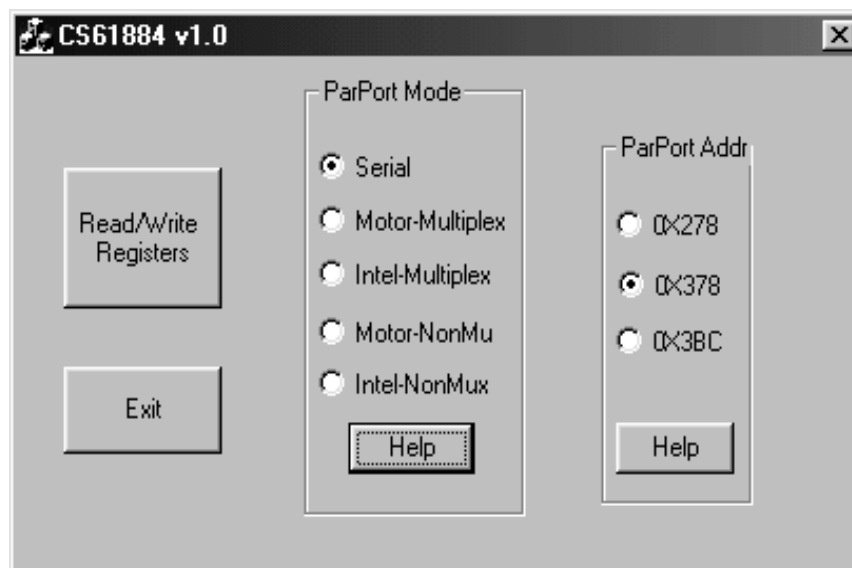 CS61884 v1.0
ParPort Mode
Serial
Motor-Multiplex
Intel-Multiplex
Motor-NonMu
Intel-NonMux
Help
Read/Write
Registers
Exit
ParPort Addr
0X278
0X378
0X3BC
Help